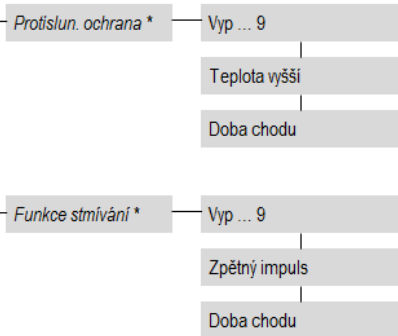 Protislun. ochrana *
Vyp ... 9
Teplota vyšší
Doba chodu
Funkce stmívání *
Vyp ... 9
Zpětný impuls
Doba chodu